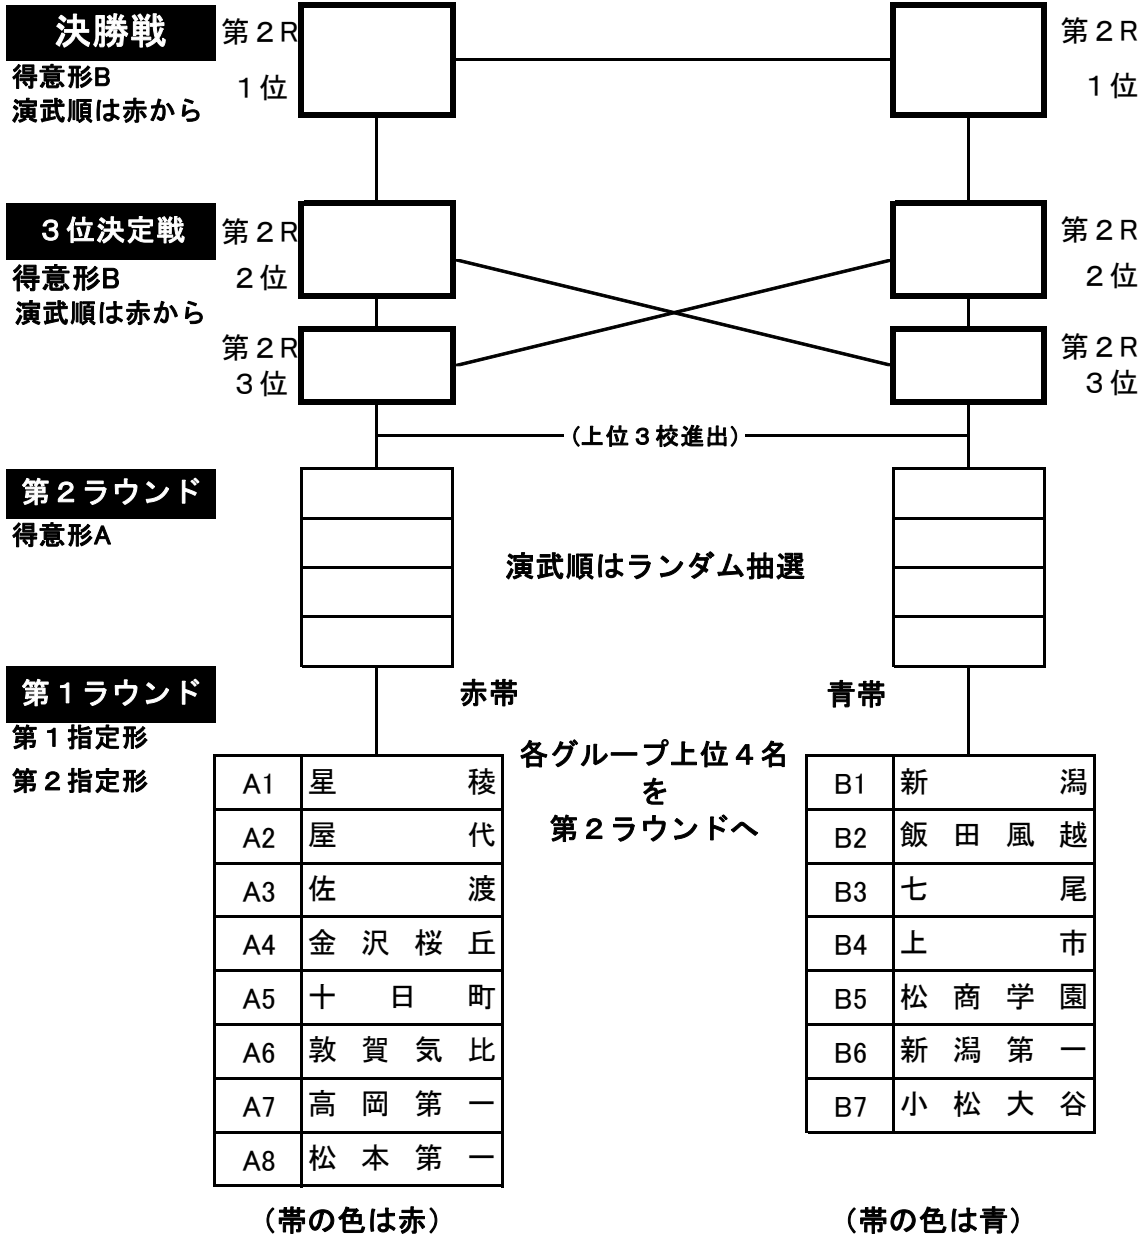 決勝戦
第２R
１位
第２R
１位
得意形B
演武順は赤から
３位決定戦
第２R
２位
第２R
２位
得意形B
演武順は赤から
第２R
３位
第２R
３位
（上位３校進出）
第２ラウンド
得意形A
演武順はランダム抽選
第１ラウンド
第１指定形
第２指定形
赤帯
青帯
各グループ上位４名
を
第２ラウンドへ
A1 星稜
A2 屋代
A3 佐渡
A4 金沢桜丘
A5 十日町
A6 敦賀気比
A7 高岡第一
A8 松本第一
（帯の色は赤）
B1 新潟
B2 飯田風越
B3 七尾
B4 上市
B5 松商学園
B6 新潟第一
B7 小松大谷
（帯の色は青）